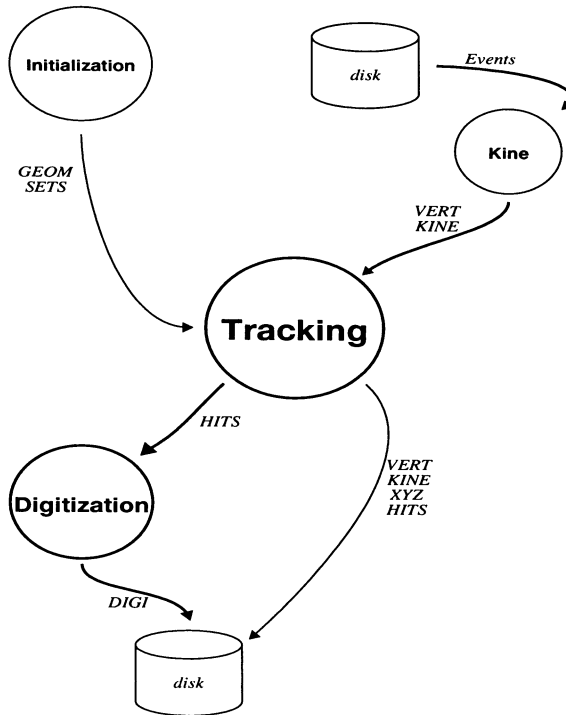 Initialization
disk
Events
Kine
GEOM
SETS
VERT
KINE
Tracking
HITS
VERT
KINE
XYZ
HITS
Digitization
DIGI
disk